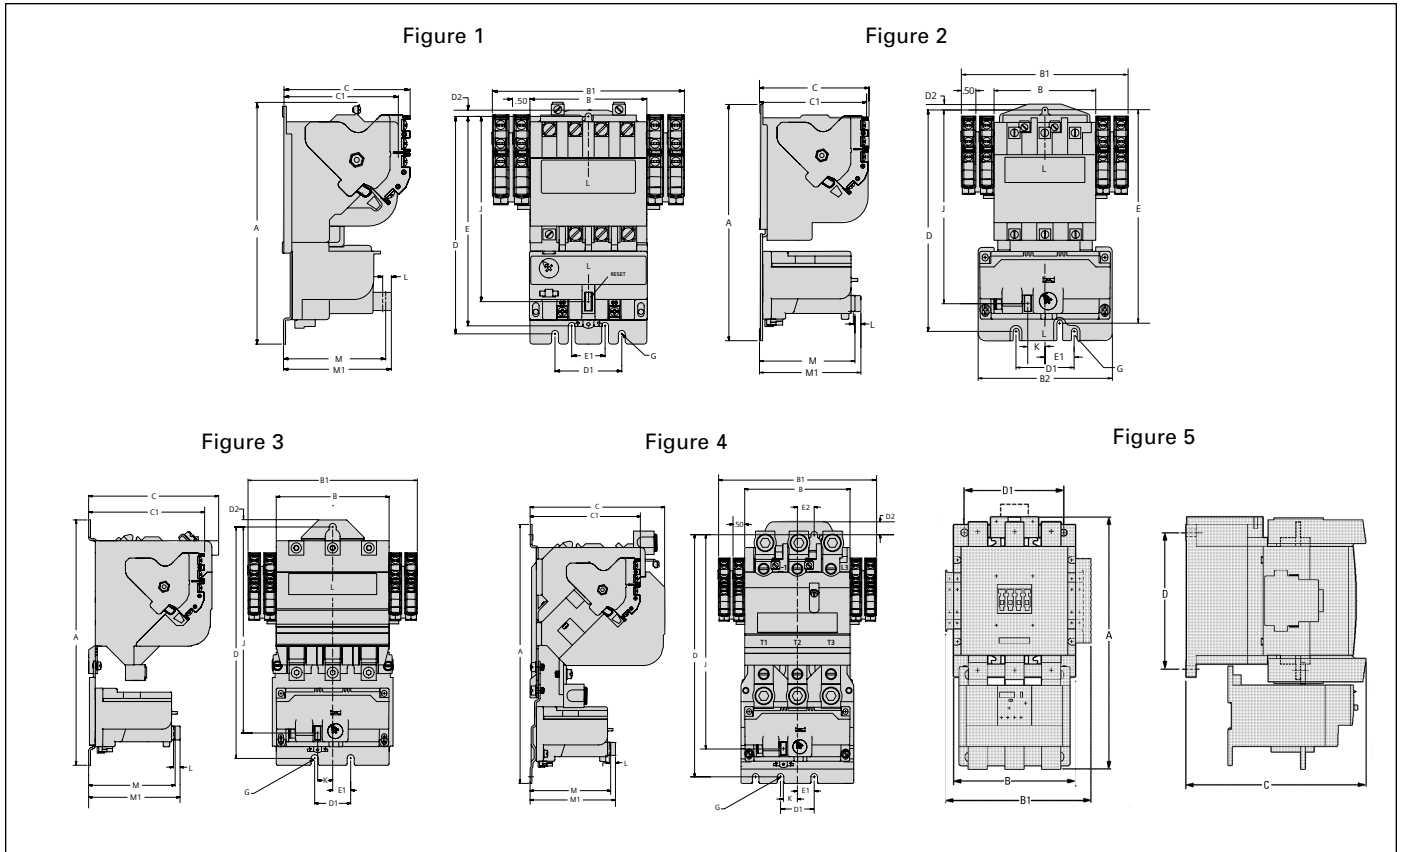 Figure 1
Figure 2
C
C1
A
L
M
M1
D2
.50
B1
B
L
J
E
D
L
RESET
E1
D1
G
C
C1
A
L
M
M1
B1
D2
.50
B
L
J
D
E
L
K
E1
D1
B2
G
Figure 3
Figure 4
Figure 5
C
C1
A
L
M
M1
B1
B
D2
L
J
D
G
K
E1
D1
C
C1
A
L
M
M1
B1
B
E2
D2
.50
L3
T1 T2 T3
D
J
G
K
E1
D1
D1
A
B
B1
D
C